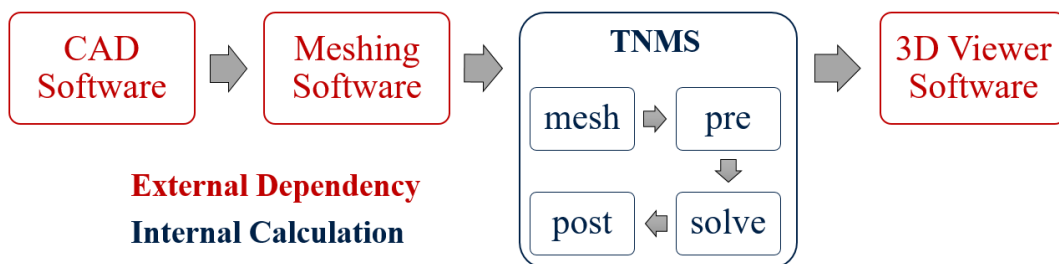 CAD
Software
Meshing
Software
TNMS
mesh
pre
post
solve
3D Viewer
Software
External Dependency
Internal Calculation